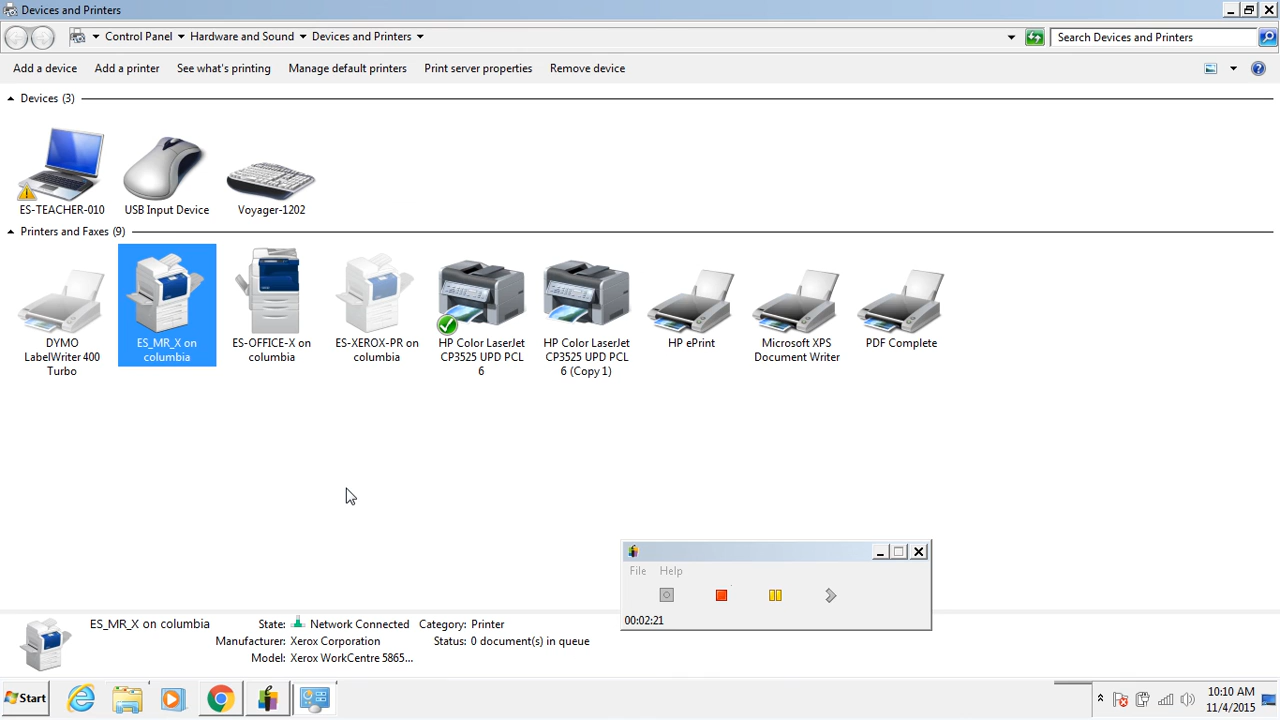 Devices and Printers
Control Panel Hardware and Sound Devices and Printers
Search Devices and Printers
Add a device Add a printer See what's printing Manage default printers Print server properties Remove device
Devices (3)
ES-TEACHER-010
USB Input Device
Voyager-1202
Printers and Faxes (9)
DYMO
LabelWriter 400
Turbo
ES_MR_X on
columbia
ES-OFFICE-X on
columbia
ES-XEROX-PR on
columbia
HP Color LaserJet
CP3525 UPD PCL
6
HP Color LaserJet
CP3525 UPD PCL
6 (Copy 1)
HP ePrint
Microsoft XPS
Document Writer
PDF Complete
File Help
00:02:21
ES_MR_X on columbia
State: Network Connected
Manufacturer: Xerox Corporation
Model: Xerox WorkCentre 5865...
Category: Printer
Status: 0 document(s) in queue
Start
10:10 AM
11/4/2015